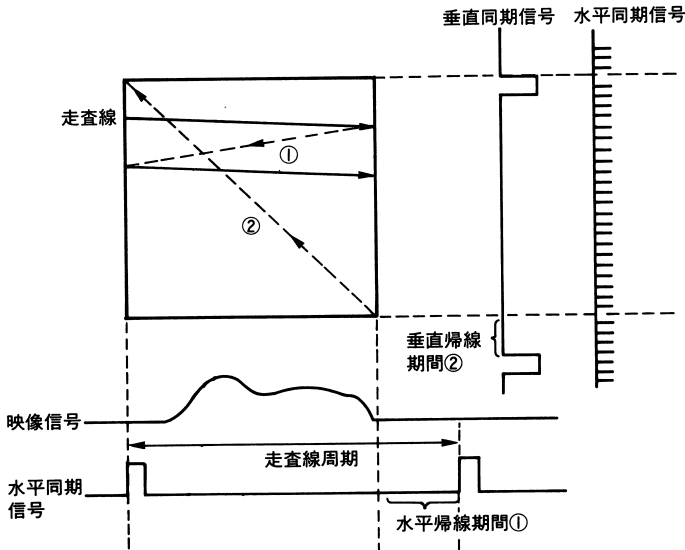 垂直同期信号
水平同期信号
走査線
①
②
垂直帰線
期間②
映像信号
走査線周期
水平同期
信号
水平帰線期間①